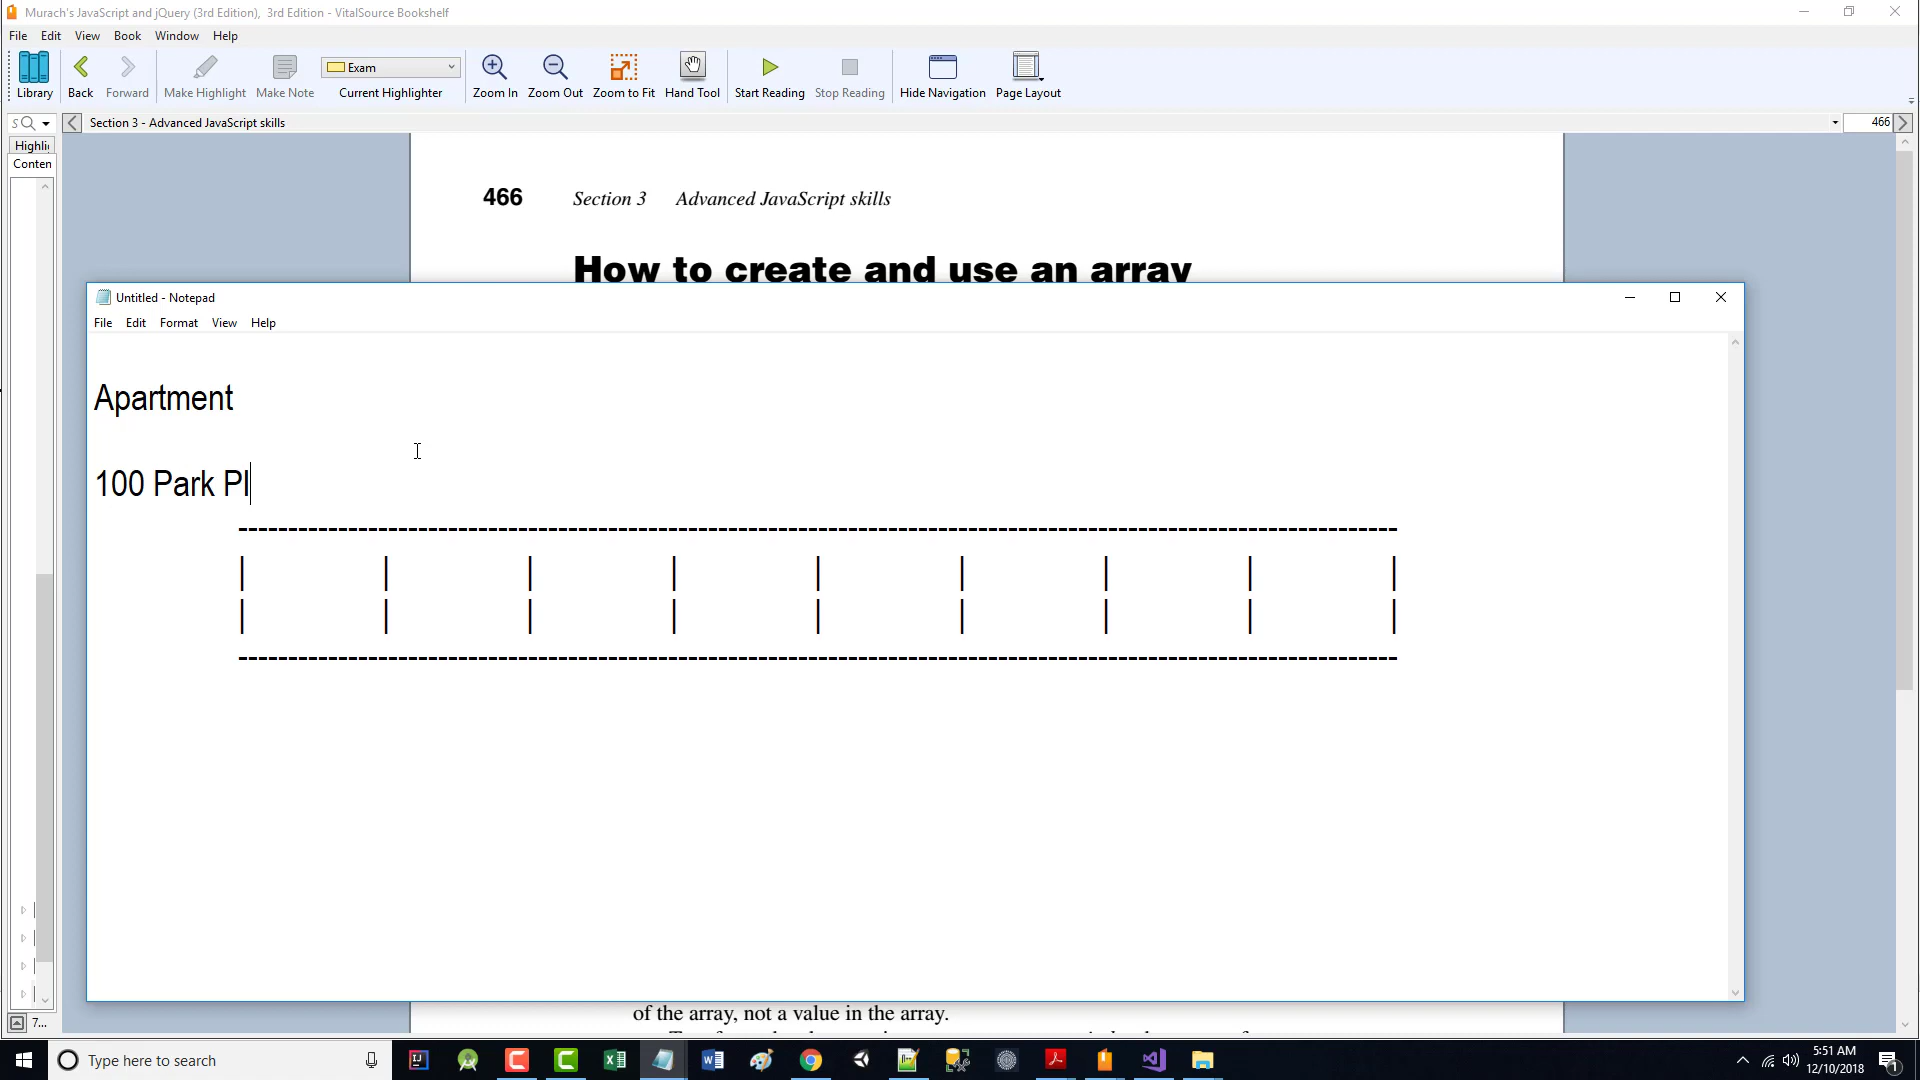 Murach's JavaScript and jQuery (3rd Edition), 3rd Edition - VitalSource Bookshelf
File Edit View Book Window Help
Library Back Forward Make Highlight Make Note Exam Current Highlighter Zoom In Zoom Out Zoom to Fit Hand Tool Start Reading Stop Reading Hide Navigation Page Layout
S Section 3 - Advanced JavaScript skills 466
Highli
Conten
466 Section 3 Advanced JavaScript skills
How to create and use an array
Untitled - Notepad
File Edit Format View Help
Apartment
100 Park Pl
--------------------------------------------------------------------------------------------------------------------
| | | | | | | | |
| | | | | | | | |
--------------------------------------------------------------------------------------------------------------------
of the array, not a value in the array.
7...
Type here to search
5:51 AM
12/10/2018
1